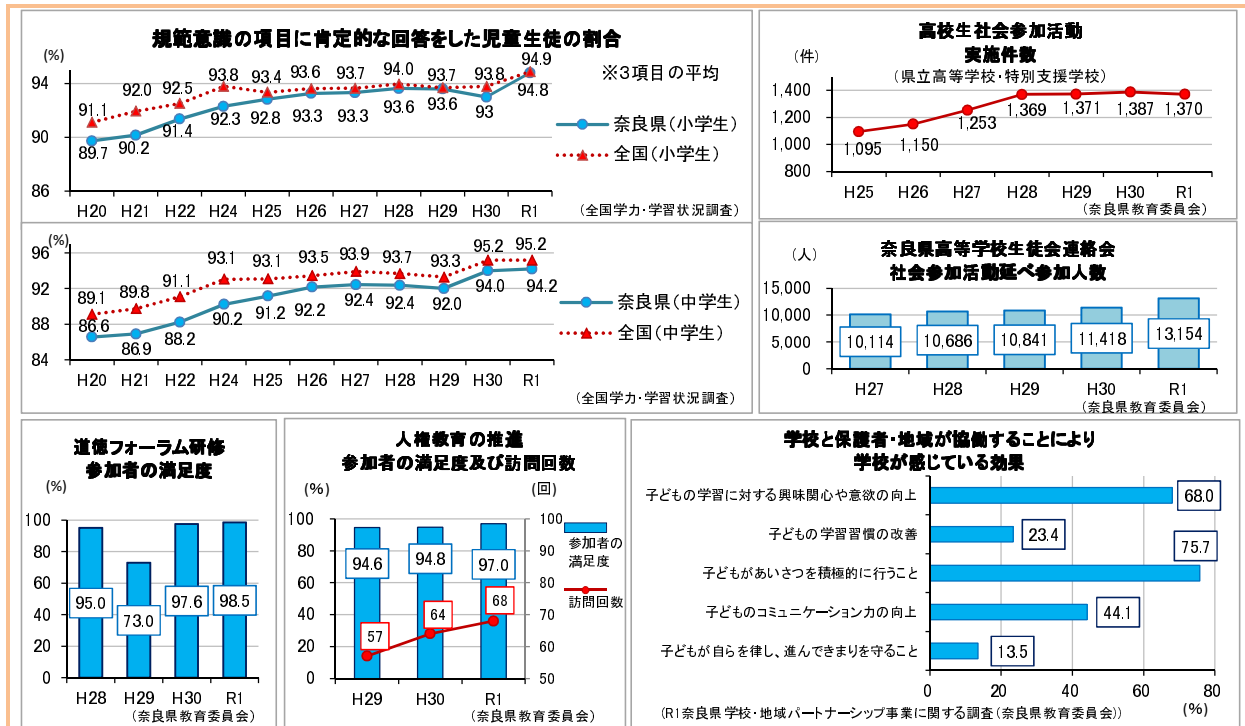 規範意識の項目に肯定的な回答をした児童生徒の割合
(%)
※3項目の平均
94
90
86
91.1 92.0 92.5 93.8 93.4 93.6 93.7 94.0 93.7 93.8 94.9
89.7 90.2 91.4 92.3 92.8 93.3 93.3 93.6 93.6 93 94.8
奈良県(小学生)
全国(小学生)
H20 H21 H22 H24 H25 H26 H27 H28 H29 H30 R1
(全国学力・学習状況調査)
(%)
96
92
88
84
89.1 89.8 91.1 93.1 93.1 93.5 93.9 93.7 93.3 95.2 95.2
86.6 86.9 88.2 90.2 91.2 92.2 92.4 92.4 92.0 94.0 94.2
奈良県(中学生)
全国(中学生)
H20 H21 H22 H24 H25 H26 H27 H28 H29 H30 R1
(全国学力・学習状況調査)
高校生社会参加活動
実施件数
(件)
(県立高等学校・特別支援学校)
1,400
1,200
1,000
800
1,095 1,150 1,253 1,369 1,371 1,387 1,370
H25 H26 H27 H28 H29 H30 R1
(奈良県教育委員会)
奈良県高等学校生徒会連絡会
社会参加活動延べ参加人数
(人)
15,000
10,000
5,000
0
10,114 10,686 10,841 11,418 13,154
H27 H28 H29 H30 R1
(奈良県教育委員会)
道徳フォーラム研修
参加者の満足度
(%)
100
80
60
40
20
0
95.0 73.0 97.6 98.5
H28 H29 H30 R1
(奈良県教育委員会)
人権教育の推進
参加者の満足度及び訪問回数
(%) (回)
100 100
80 90
60 80
40 70
20 60
0 50
94.6 94.8 97.0
57 64 68
参加者の
満足度
訪問回数
H29 H30 R1
(奈良県教育委員会)
学校と保護者・地域が協働することにより
学校が感じている効果
子どもの学習に対する興味関心や意欲の向上 68.0
子どもの学習習慣の改善 23.4
子どもがあいさつを積極的に行うこと 75.7
子どものコミュニケーション力の向上 44.1
子どもが自らを律し、進んできまりを守ること 13.5
0 20 40 60 80
(%)
(R1奈良県学校・地域パートナーシップ事業に関する調査(奈良県教育委員会))